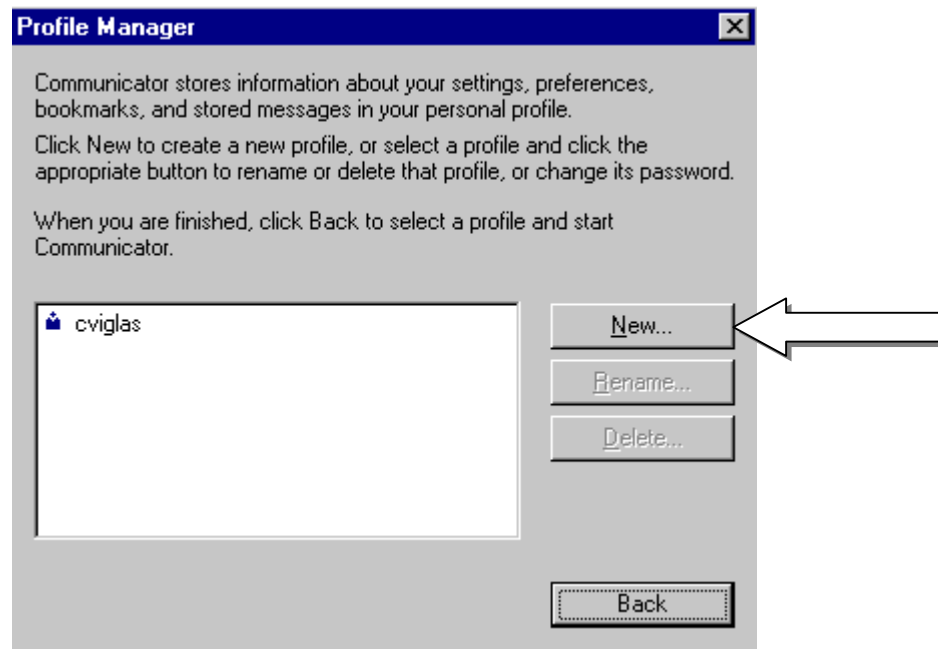 Profile Manager
Communicator stores information about your settings, preferences,
bookmarks, and stored messages in your personal profile.
Click New to create a new profile, or select a profile and click the
appropriate button to rename or delete that profile, or change its password.
When you are finished, click Back to select a profile and start
Communicator.
cviglas
New...
Rename...
Delete...
Back